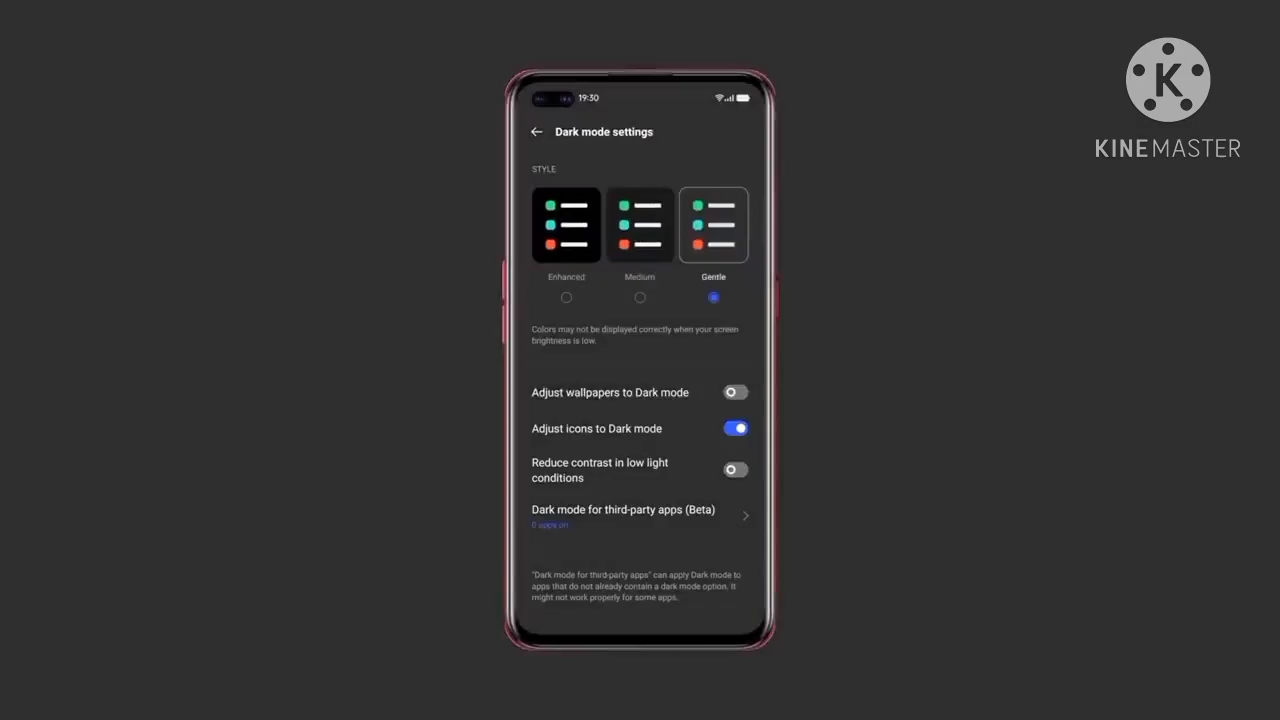 19:30
Dark mode settings
STYLE
Enhanced
Medium
Gentle
Colors may not be displayed correctly when your screen
brightness is low.
Adjust wallpapers to Dark mode
Adjust icons to Dark mode
Reduce contrast in low light
conditions
Dark mode for third-party apps (Beta)
0 apps on
"Dark mode for third-party apps" can apply Dark mode to
apps that do not already contain a dark mode option. It
might not work properly for some apps.
K
KINEMASTER